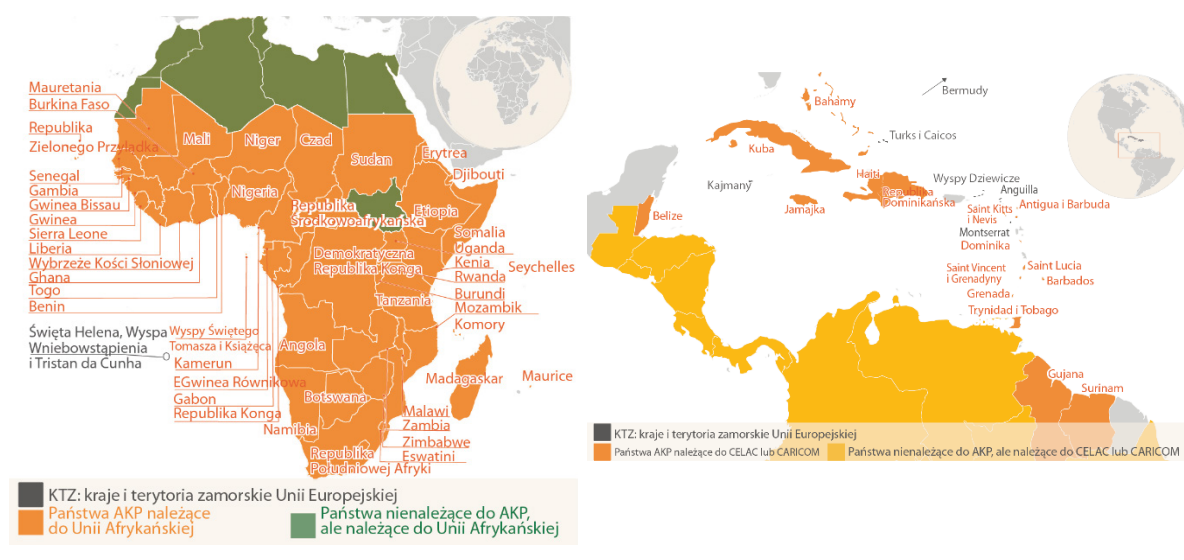 Mauretania
Burkina Faso
Republika
Zielonego Przylądka
Senegal
Gambia
Gwinea Bissau
Gwinea
Sierra Leone
Liberia
Wybrzeże Kości Słoniowej
Ghana
Togo
Benin
Święta Helena, Wyspa
Wniebowstąpienia
i Tristan da Cunha
Wyspy Świętego
Tomasza i Książęca
Kamerun
EGwinea Równikowa
Gabon
Republika Konga
Mali
Niger
Czad
Sudan
Erytrea
Djibouti
Nigeria
Republika
Środkowoafrykańska
Etiopia
Somalia
Uganda
Demokratyczna
Republika Konga
Kenia
Seychelles
Rwanda
Burundi
Tanzania
Mozambik
Komory
Angola
Madagaskar
Maurice
Botswana
Malawi
Namibia
Zambia
Zimbabwe
Eswatini
Republika
Południowej Afryki
KTZ: kraje i terytoria zamorskie Unii Europejskiej
Państwa AKP należące
do Unii Afrykańskiej
Państwa nienależące do AKP,
ale należące do Unii Afrykańskiej
Bermudy
Bahamy
Turks i Caicos
Kuba
Kajmany
Haiti
Republika
Dominikańska
Jamajka
Wyspy Dziewicze
Anguilla
Belize
Saint Kitts
i Nevis
Antigua i Barbuda
Montserrat
Dominika
Saint Vincent
i Grenadyny
Saint Lucia
Barbados
Grenada
Trynidad i Tobago
Gujana
Surinam
KTZ: kraje i terytoria zamorskie Unii Europejskiej
Państwa AKP należące do CELAC lub CARICOM
Państwa nienależące do AKP, ale należące do CELAC lub CARICOM